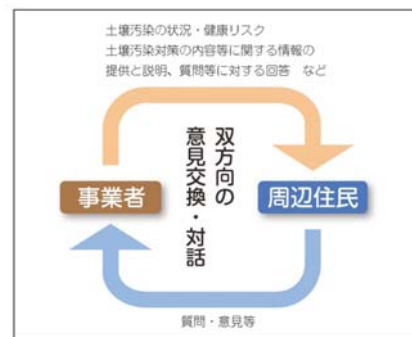 土壌汚染の状況・健康リスク
土壌汚染対策の内容等に関する情報の
提供と説明、質問等に対する回答　など
双方向の
意見交換・対話
事業者
周辺住民
質問・意見等